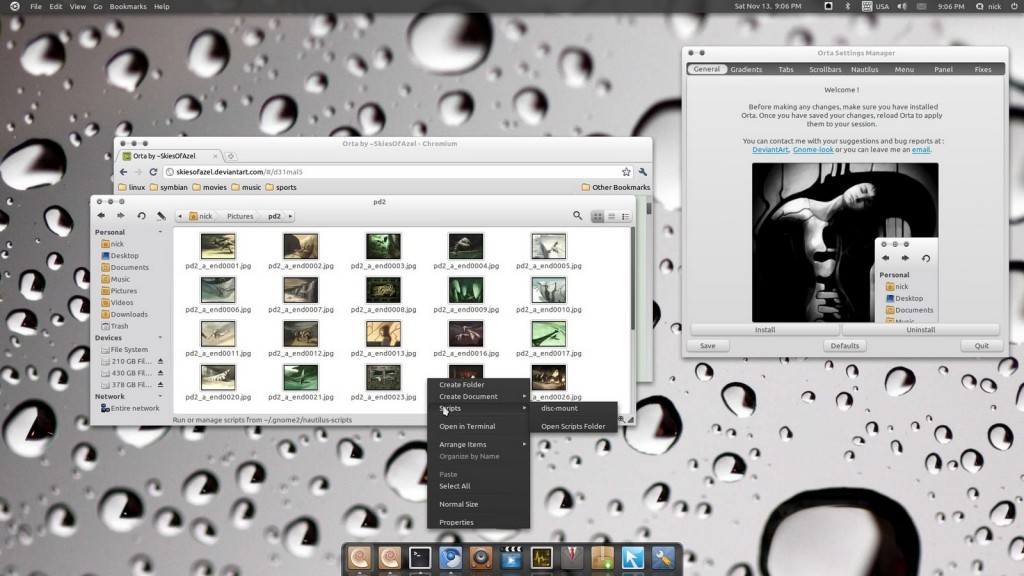 File Edit View Go Bookmarks Help
Sat Nov 13, 9:06 PM USA 9:06 PM nick
Orta Settings Manager
General Gradients Tabs Scrollbars Nautilus Menu Panel Fixes
Welcome !
Before making any changes, make sure you have installed
Orta. Once you have saved your changes, reload Orta to apply
them to your session.
You can contact me with your suggestions and bug reports at :
DeviantArt, Gnome-look or you can leave me an email.
Personal
nick
Desktop
Documents
Music
Install Uninstall
Save Defaults Quit
Orta by ~SkiesOfAzel - Chromium
Orta by ~SkiesOfAzel
skiesofazel.deviantart.com/#/d31mal5
linux symbian movies music sports Other Bookmarks
pd2
nick Pictures pd2
Personal
nick
Desktop
Documents
Music
Pictures
Videos
Downloads
Trash
Devices
File System
210 GB Fil...
430 GB Fil...
378 GB Fil...
Network
Entire network
pd2_a_end0001.jpg pd2_a_end0002.jpg pd2_a_end0003.jpg pd2_a_end0004.jpg pd2_a_end0005.jpg
pd2_a_end0006.jpg pd2_a_end0007.jpg pd2_a_end0008.jpg pd2_a_end0009.jpg pd2_a_end0010.jpg
pd2_a_end0011.jpg pd2_a_end0012.jpg pd2_a_end0013.jpg pd2_a_end0016.jpg pd2_a_end0017.jpg
pd2_a_end0020.jpg pd2_a_end0021.jpg pd2_a_end0023.jpg pd2_a_end0026.jpg
Run or manage scripts from ~/.gnome2/nautilus-scripts
Create Folder
Create Document
Scripts
Open in Terminal
Arrange Items
Organize by Name
Paste
Select All
Normal Size
Properties
disc-mount
Open Scripts Folder